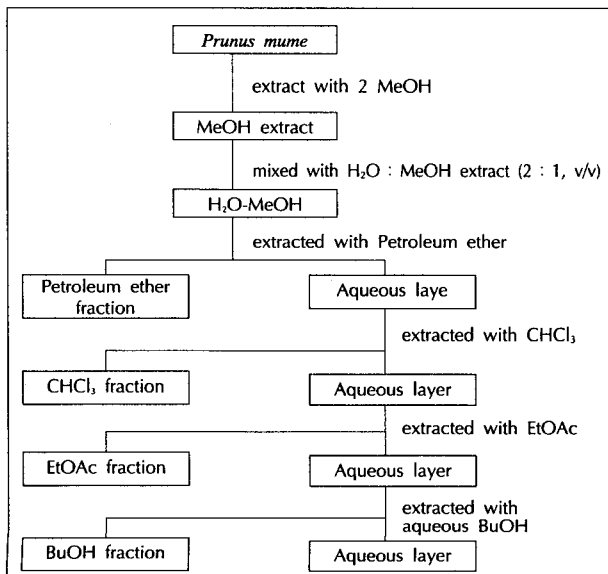 Prunus mume
extract with 2 MeOH
MeOH extract
mixed with H₂O : MeOH extract (2 : 1, v/v)
H₂O-MeOH
extracted with Petroleum ether
Petroleum ether
fraction
Aqueous laye
extracted with CHCl₃
CHCl₃ fraction
Aqueous layer
extracted with EtOAc
EtOAc fraction
Aqueous layer
extracted with
aqueous BuOH
BuOH fraction
Aqueous layer